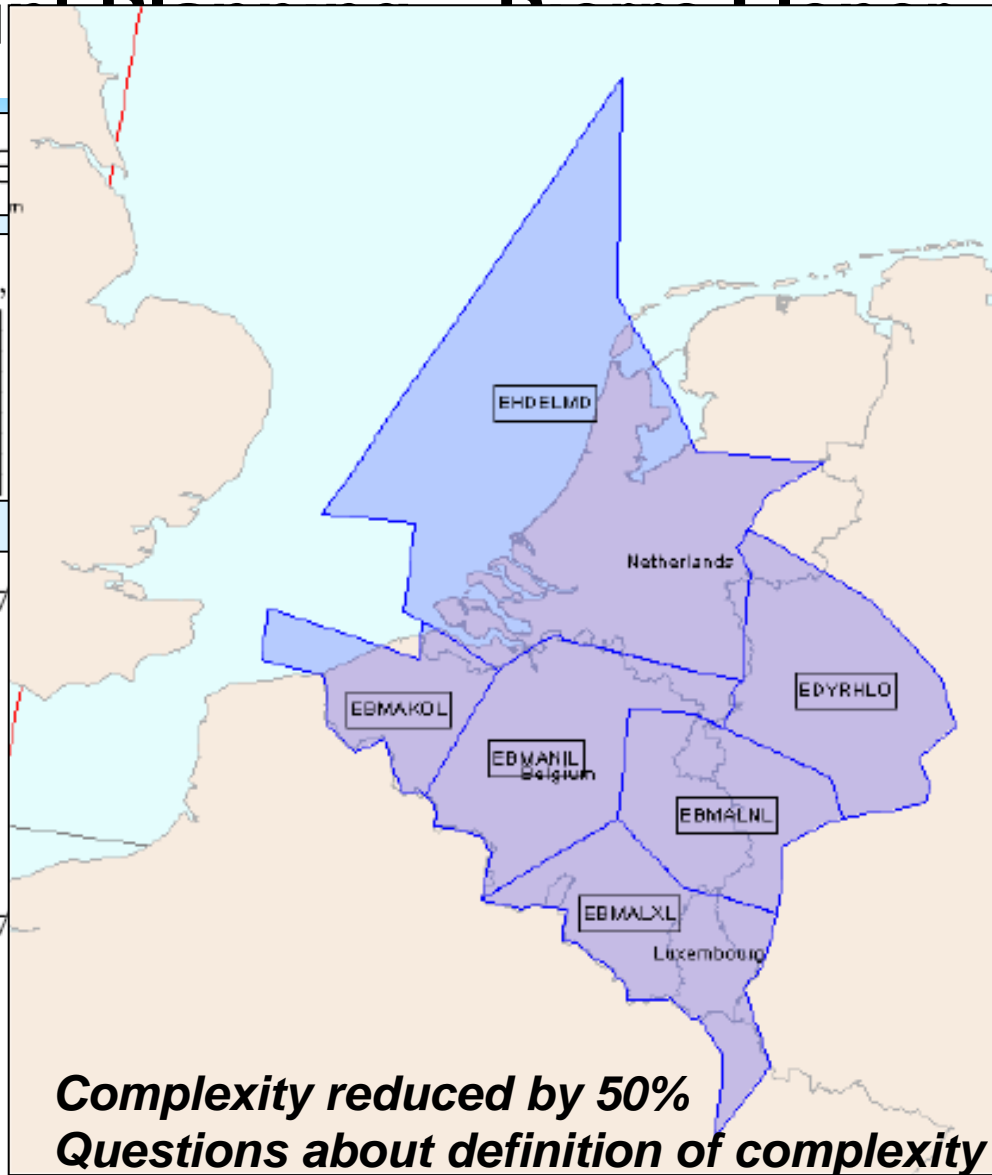 EHDELMD
Netherlands
EDYRHLO
EBMAKOL
EBMANIL
Belgium
EBMALNL
EBMALXL
Luxembourg
Complexity reduced by 50%
Questions about definition of complexity